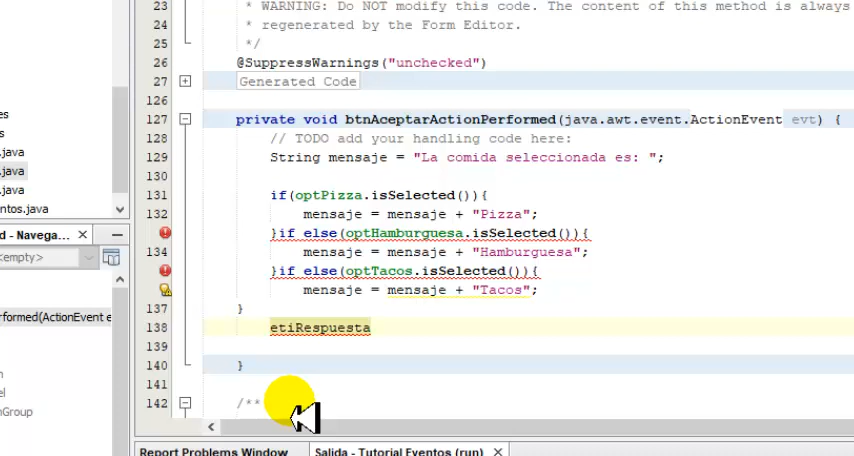 23 * WARNING: Do NOT modify this code. The content of this method is always
24 * regenerated by the Form Editor.
25 */
26 @SuppressWarnings("unchecked")
27 Generated Code
126
127 private void btnAceptarActionPerformed(java.awt.event.ActionEvent evt) {
128 // TODO add your handling code here:
129 String mensaje = "La comida seleccionada es: ";
130
131 if(optPizza.isSelected()){
132 mensaje = mensaje + "Pizza";
}if else(optHamburguesa.isSelected()){
134 mensaje = mensaje + "Hamburguesa";
}if else(optTacos.isSelected()){
mensaje = mensaje + "Tacos";
137 }
138 etiRespuesta
139
140 }
141
142 /**
es
s
o.java
.java
.java
ntos.java
d - Navega...
<empty>
rformed(ActionEvent e
n
el
nGroup
Report Problems Window
Salida - Tutorial Eventos (run)